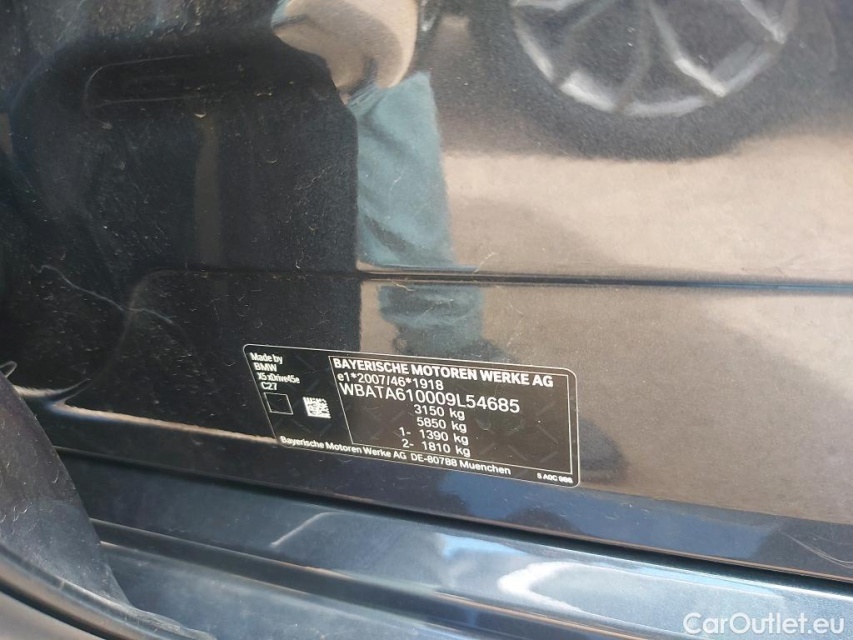 Made by
BMW
X5 xDrive45e
C27
BAYERISCHE MOTOREN WERKE AG
e1*2007/46*1918
WBATA610009L54685
3150 kg
5850 kg
1- 1390 kg
2- 1810 kg
Bayerische Motoren Werke AG DE-80788 Muenchen
CarOutlet.eu